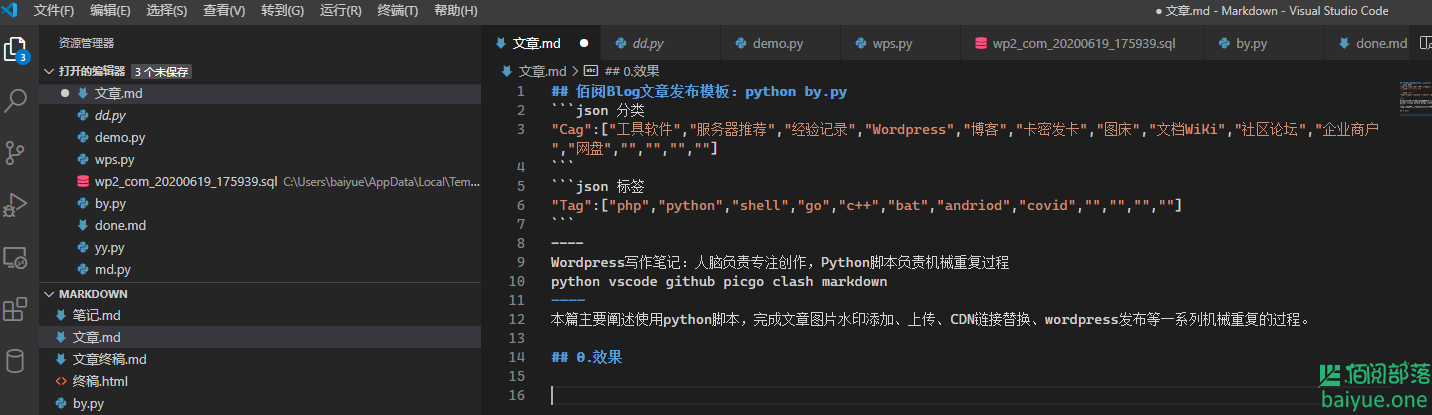 文件(F) 编辑(E) 选择(S) 查看(V) 转到(G) 运行(R) 终端(T) 帮助(H)
● 文章.md - Markdown - Visual Studio Code
3
资源管理器
打开的编辑器 3 个未保存
文章.md
dd.py
demo.py
wps.py
wp2_com_20200619_175939.sql C:\Users\baiyue\AppData\Local\Tem...
by.py
done.md
yy.py
md.py
MARKDOWN
笔记.md
文章.md
文章终稿.md
终稿.html
by.py
文章.md ● dd.py demo.py wps.py wp2_com_20200619_175939.sql by.py done.md
文章.md > ## 0.效果
1 ## 佰阅Blog文章发布模板: python by.py
2 ```json 分类
3 "Cag":["工具软件","服务器推荐","经验记录","Wordpress","博客","卡密发卡","图床","文档WiKi","社区论坛","企业商户
","网盘","","","",""]
4 ```
5 ```json 标签
6 "Tag":["php","python","shell","go","c++","bat","andriod","covid","","","",""]
7 ```
8 ----
9 Wordpress写作笔记: 人脑负责专注创作, Python脚本负责机械重复过程
10 python vscode github picgo clash markdown
11 ----
12 本篇主要阐述使用python脚本, 完成文章图片水印添加、上传、CDN链接替换、wordpress发布等一系列机械重复的过程。
13
14 ## 0.效果
15
16
佰阅部落
baiyue.one